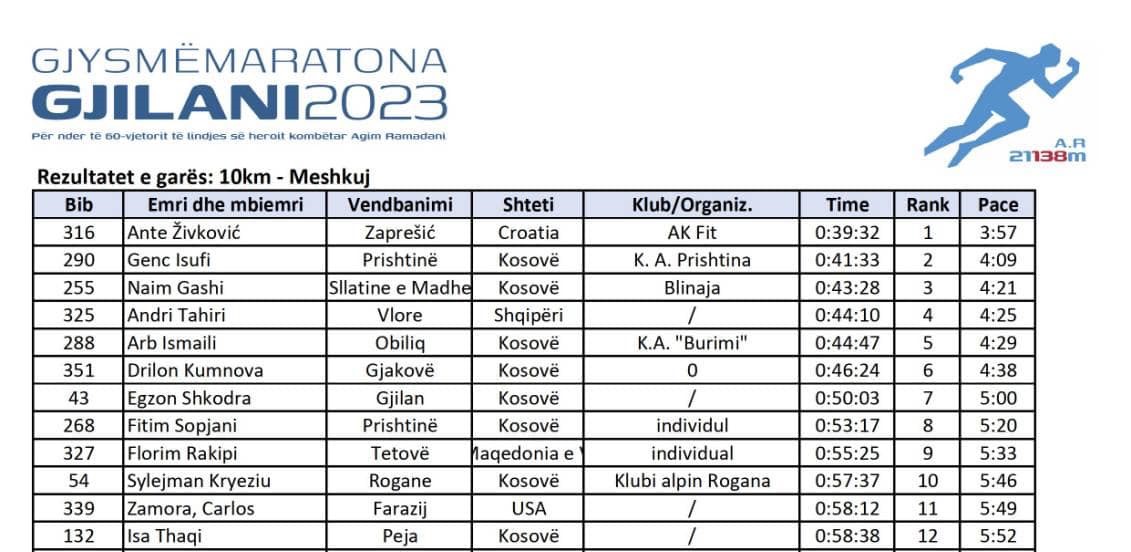 GJYSMËMARATONA
GJILANI2023
Për nder të 60-vjetorit të lindjes së heroit kombëtar Agim Ramadani
A.R
21138m
Rezultatet e garës: 10km - Meshkuj
Bib Emri dhe mbiemri Vendbanimi Shteti Klub/Organiz. Time Rank Pace
316 Ante Živković Zaprešić Croatia AK Fit 0:39:32 1 3:57
290 Genc Isufi Prishtinë Kosovë K. A. Prishtina 0:41:33 2 4:09
255 Naim Gashi Sllatine e Madhe Kosovë Blinaja 0:43:28 3 4:21
325 Andri Tahiri Vlore Shqipëri / 0:44:10 4 4:25
288 Arb Ismaili Obiliq Kosovë K.A. "Burimi" 0:44:47 5 4:29
351 Drilon Kumnova Gjakovë Kosovë 0 0:46:24 6 4:38
43 Egzon Shkodra Gjilan Kosovë / 0:50:03 7 5:00
268 Fitim Sopjani Prishtinë Kosovë individul 0:53:17 8 5:20
327 Florim Rakipi Tetovë Maqedonia e individual 0:55:25 9 5:33
54 Sylejman Kryeziu Rogane Kosovë Klubi alpin Rogana 0:57:37 10 5:46
339 Zamora, Carlos Farazij USA / 0:58:12 11 5:49
132 Isa Thaqi Peja Kosovë / 0:58:38 12 5:52